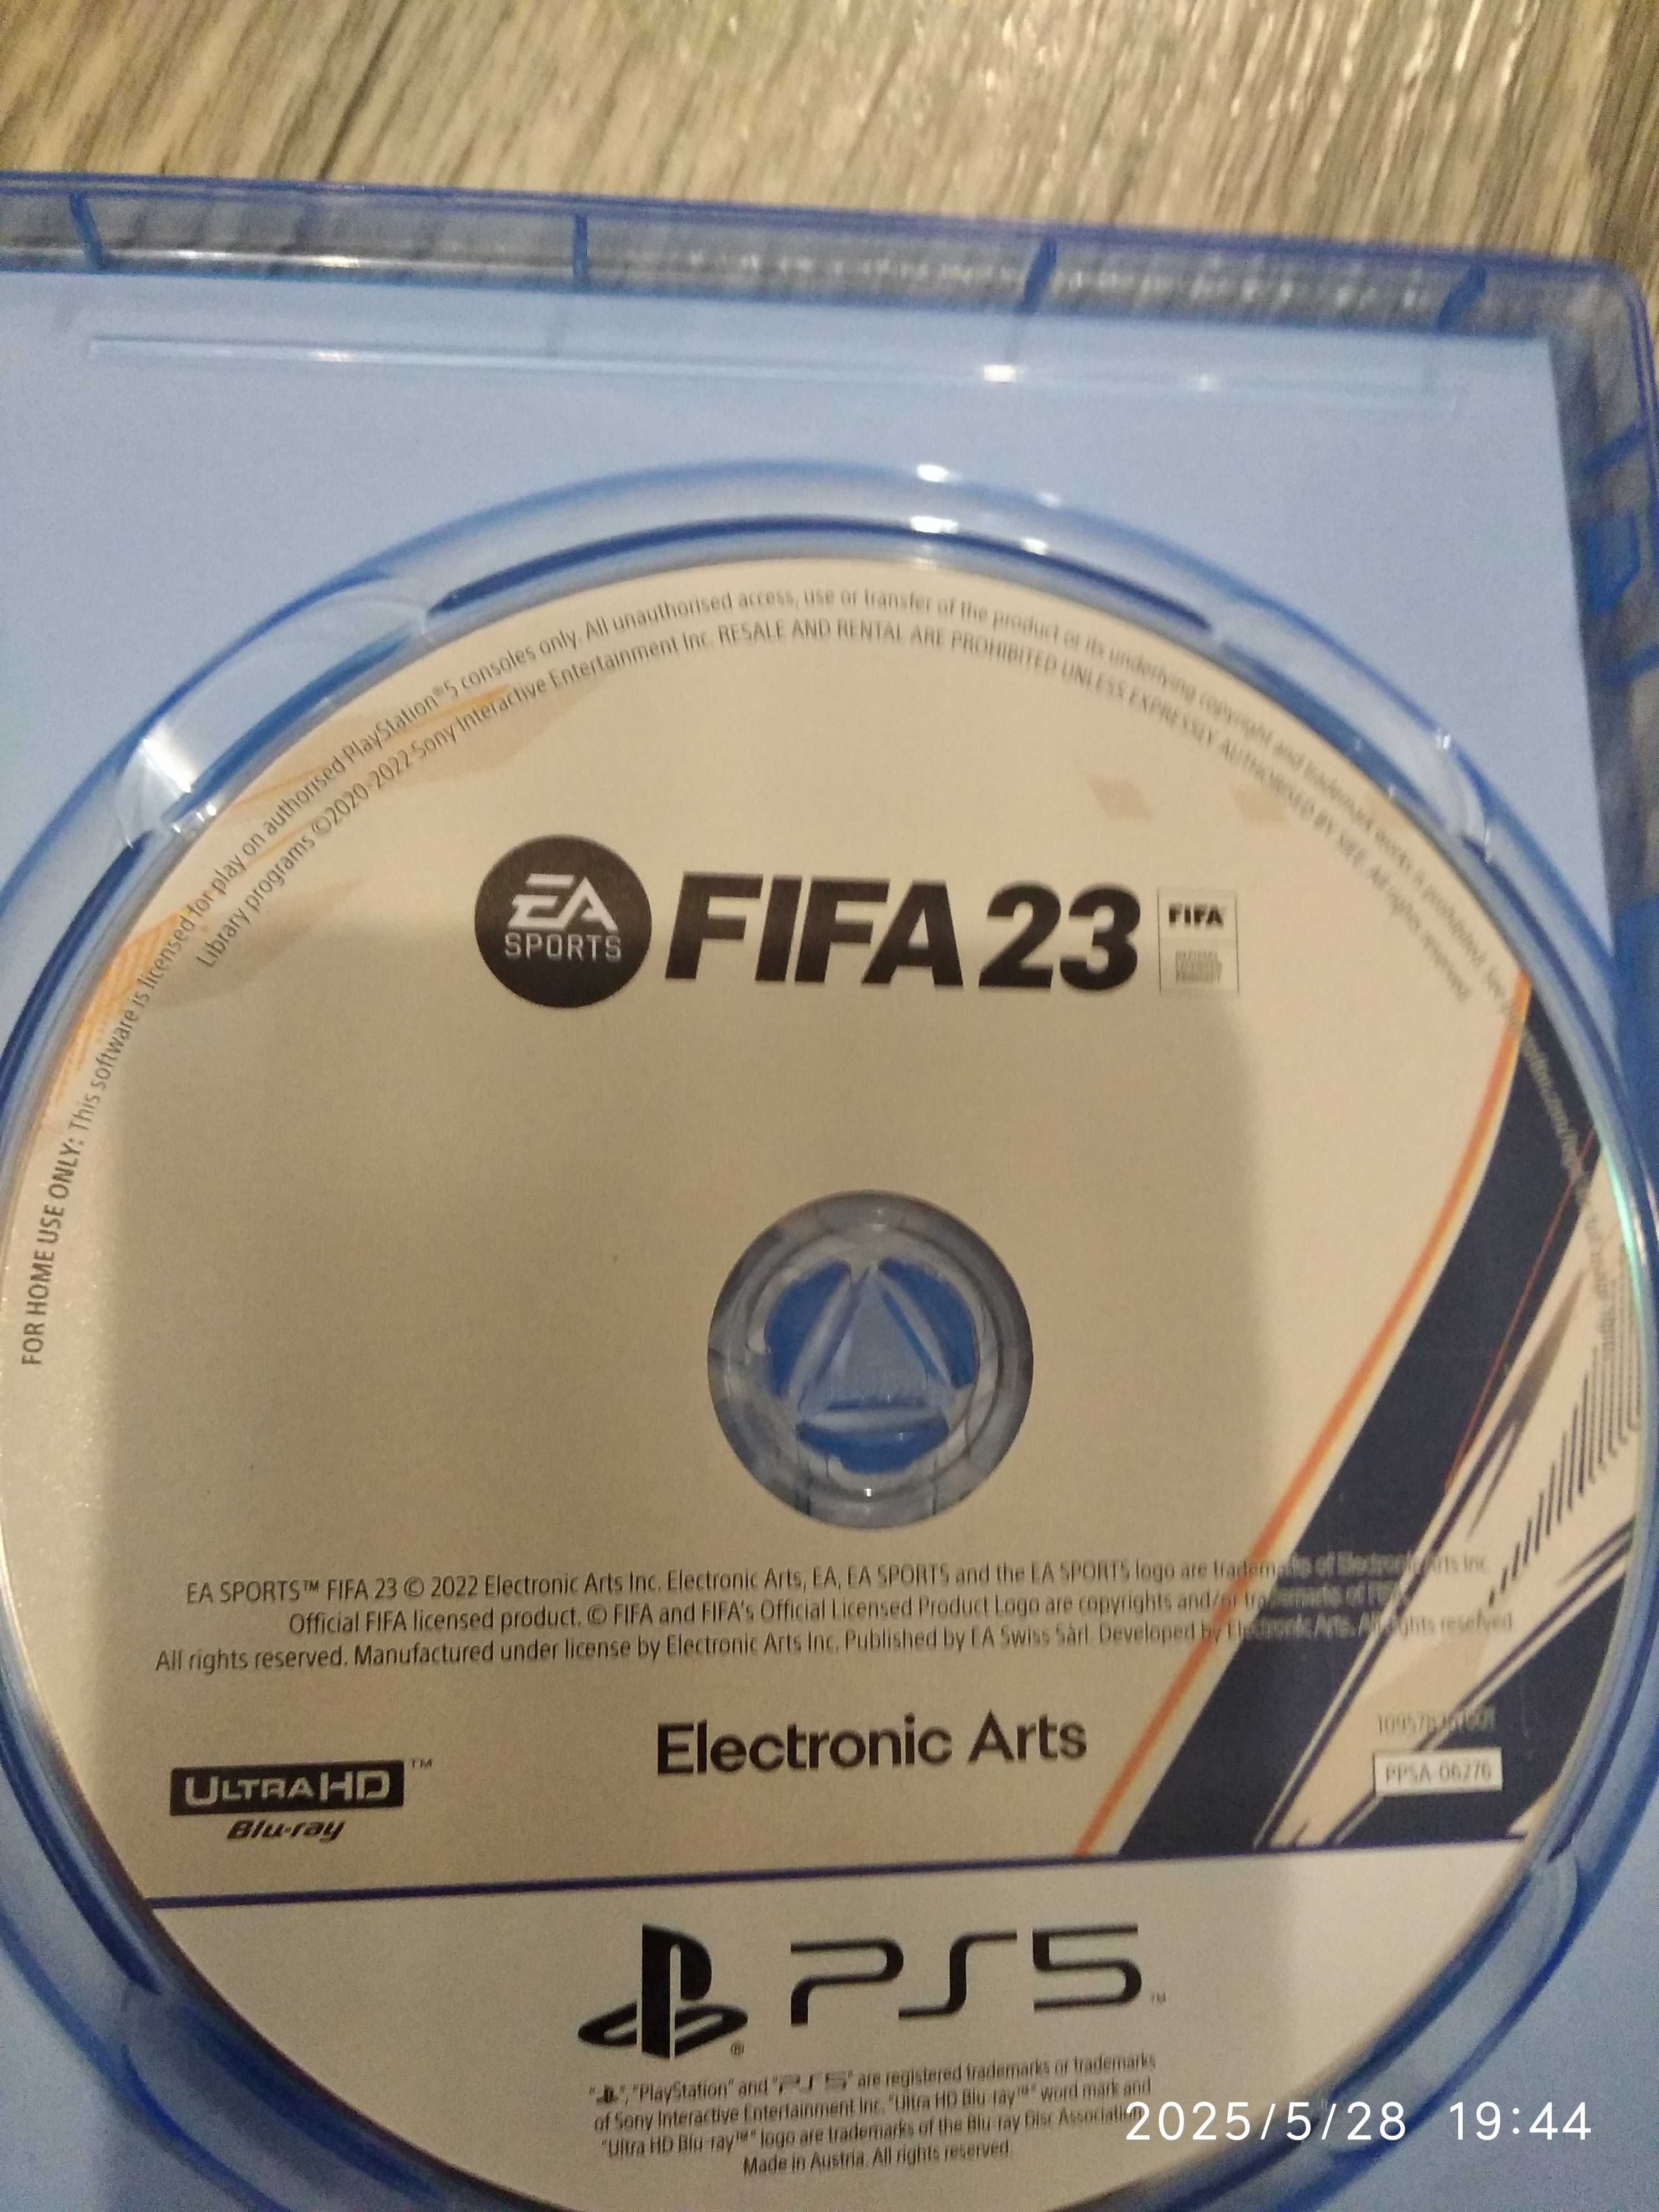 FOR HOME USE ONLY: This software is licensed for play on authorised PlayStation®5 consoles only. All unauthorised access, use or transfer of the product or its underlying copyright and trademark works is prohibited. See
Library programs ©2020-2022 Sony Interactive Entertainment Inc. RESALE AND RENTAL ARE PROHIBITED UNLESS EXPRESSLY AUTHORISED BY SIEE. All rights reserved.
EA SPORTS FIFA 23 FIFA
EA SPORTS™ FIFA 23 © 2022 Electronic Arts Inc. Electronic Arts, EA, EA SPORTS and the EA SPORTS logo are trademarks of Electronic Arts Inc.
Official FIFA licensed product. © FIFA and FIFA's Official Licensed Product Logo are copyrights and/or trademarks of FIFA.
All rights reserved. Manufactured under license by Electronic Arts Inc. Published by EA Swiss Sàrl. Developed by Electronic Arts. All rights reserved.
Electronic Arts
ULTRA HD™
Blu-ray
PPSA-06276
PS5™
®
", "PlayStation" and "PS5" are registered trademarks or trademarks
of Sony Interactive Entertainment Inc. "Ultra HD Blu-ray™" word mark and
"Ultra HD Blu-ray™" logo are trademarks of the Blu-ray Disc Association.
Made in Austria. All rights reserved.
2025/5/28 19:44